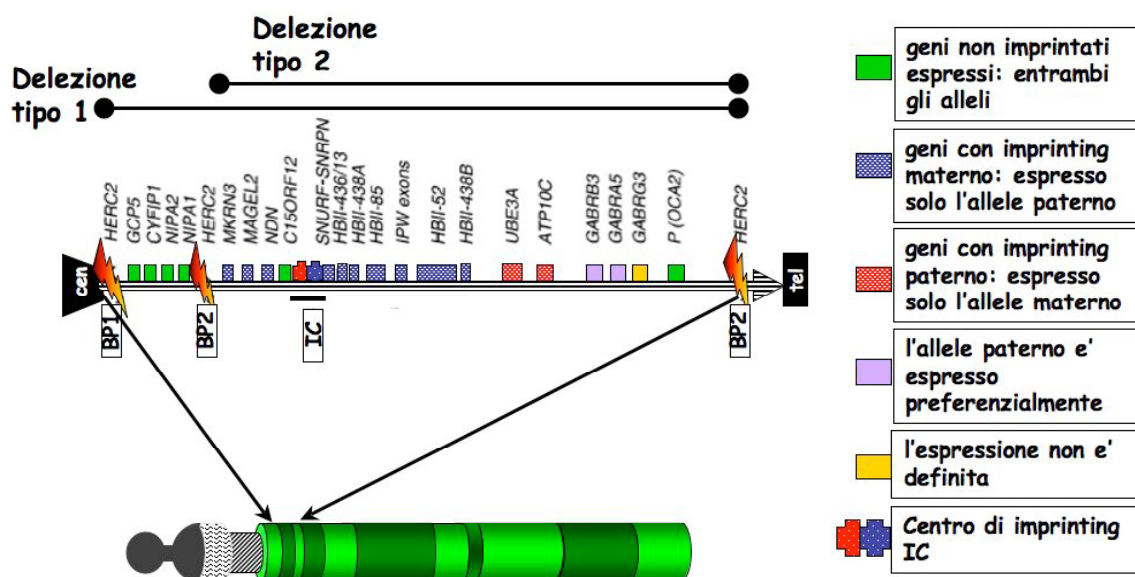 Delezione
tipo 2
Delezione
tipo 1
HERC2
GCP5
CYFIP1
NIPA2
NIPA1
HERC2
MKRN3
MAGEL2
NDN
C15ORF12
SNURF-SNRPN
HBII-436/13
HBII-438A
HBII-85
IPW exons
HBII-52
HBII-438B
UBE3A
ATP10C
GABRB3
GABRA5
GABRG3
P (OCA2)
HERC2
cen
BP1
BP2
IC
BP2
tel
geni non imprintati
espressi: entrambi
gli alleli
geni con imprinting
materno: espresso
solo l'allele paterno
geni con imprinting
paterno: espresso
solo l'allele materno
l'allele paterno e'
espresso
preferenzialmente
l'espressione non e'
definita
Centro di imprinting
IC